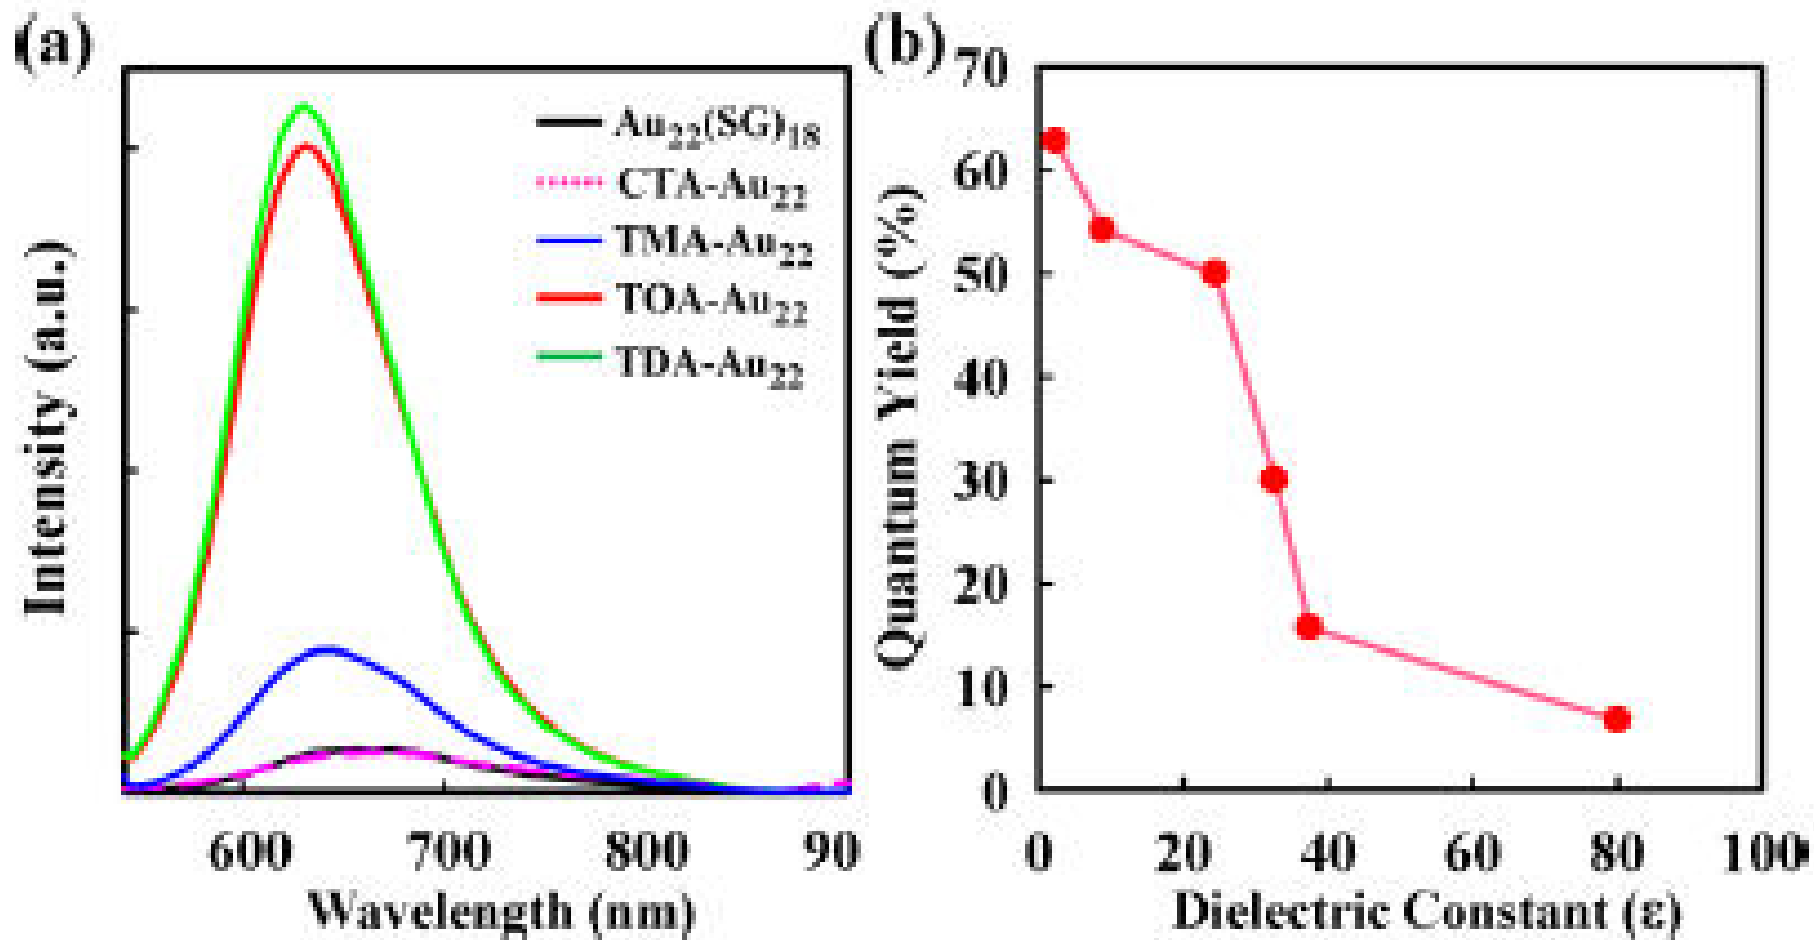 (a)
Intensity (a.u.)
Au22(SG)18
CTA-Au22
TMA-Au22
TOA-Au22
TDA-Au22
600 700 800 90
Wavelength (nm)
(b)
Quantum Yield (%)
70
60
50
40
30
20
10
0
0 20 40 60 80 100
Dielectric Constant (ε)